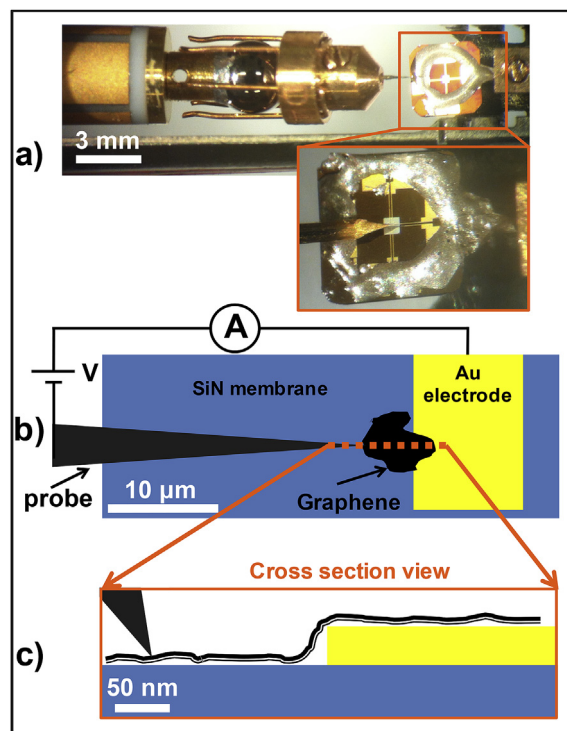 3 mm
a)
A
V
SiN membrane
Au
electrode
b)
probe
10 µm
Graphene
Cross section view
c)
50 nm